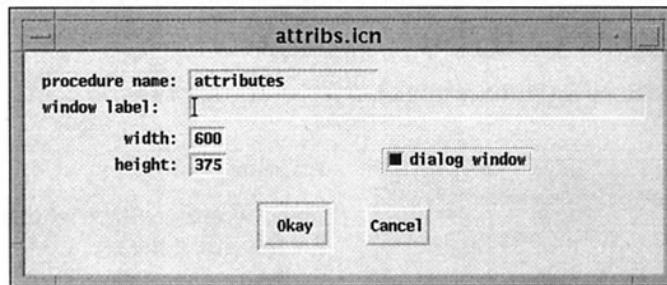 attribs.icn
procedure name: attributes
window label:
width: 600
height: 375
dialog window
Okay Cancel